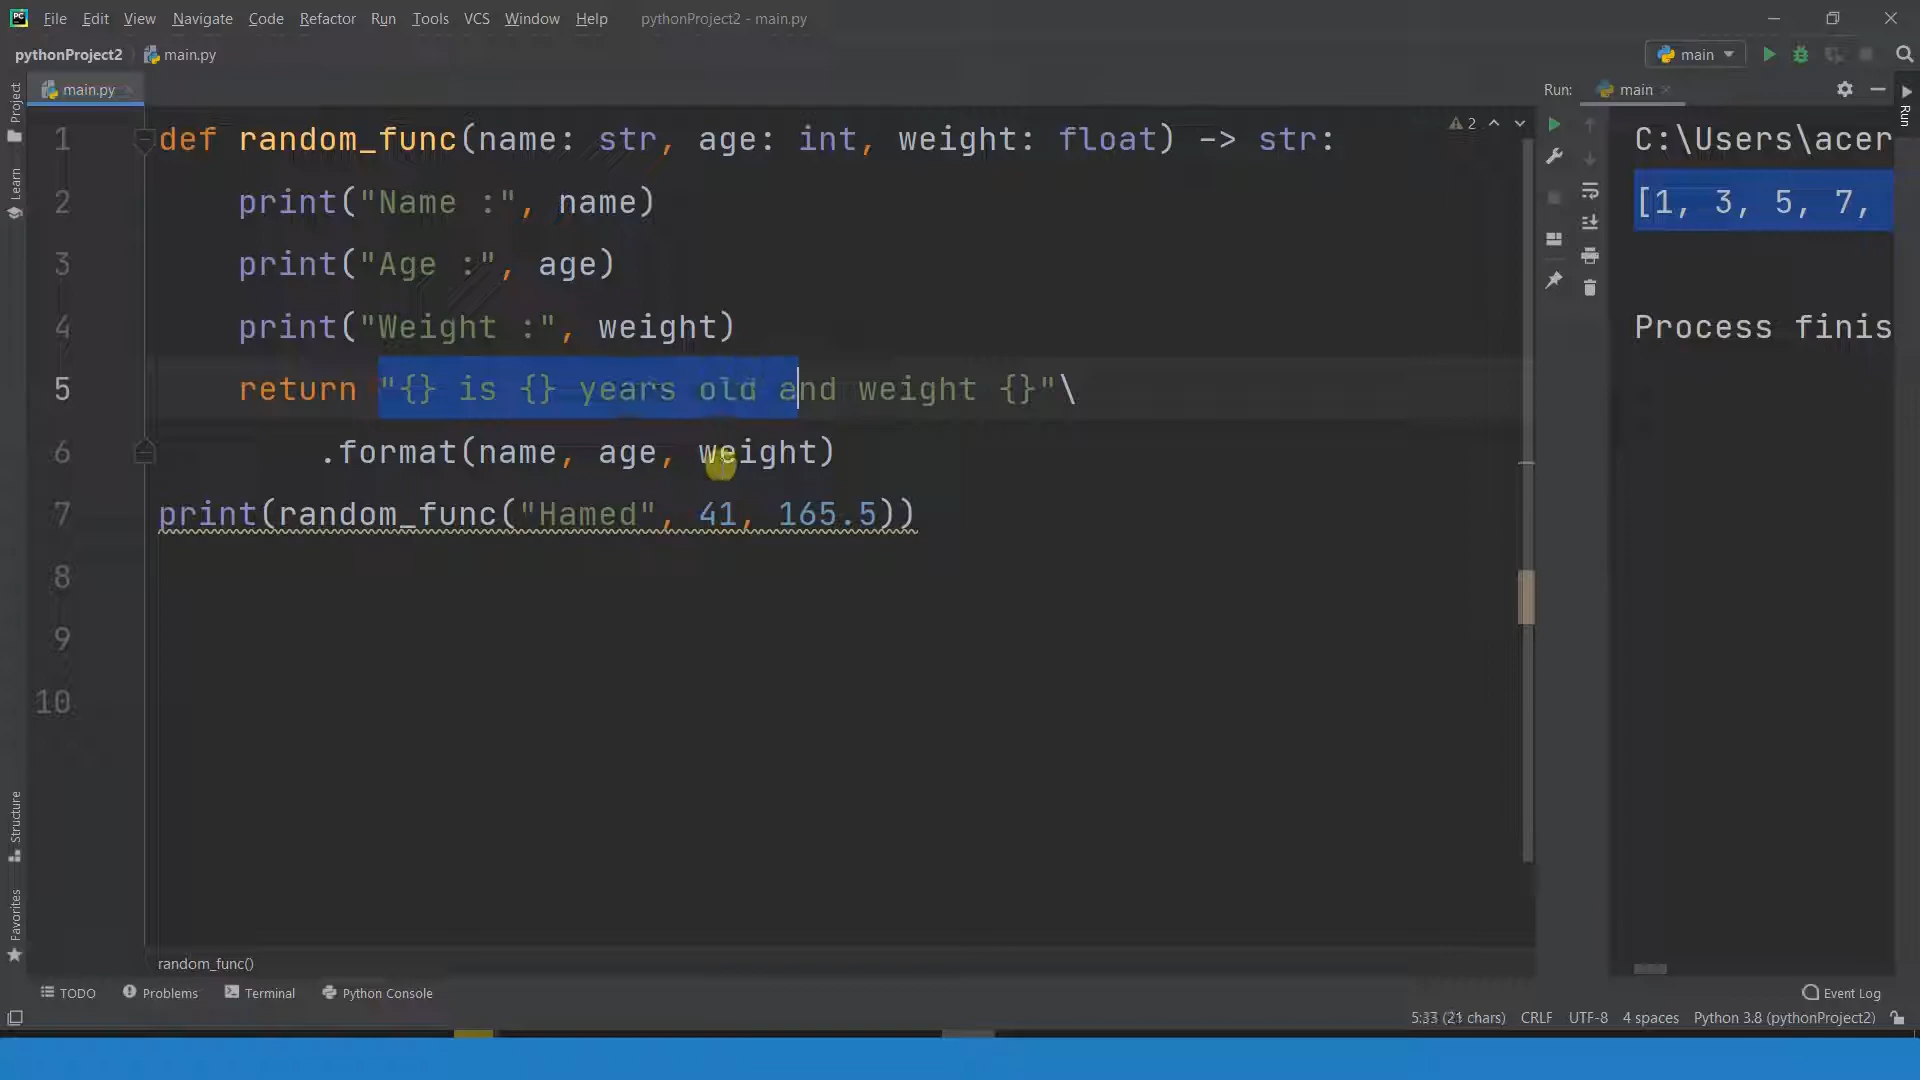 File Edit View Navigate Code Refactor Run Tools VCS Window Help pythonProject2 - main.py
pythonProject2 main.py main
main.py Run: main
Project
Learn
Structure
Favorites
Run
2
1 def random_func(name: str, age: int, weight: float) -> str:
2 print("Name :", name)
3 print("Age :", age)
4 print("Weight :", weight)
5 return "{} is {} years old and weight {}"\
6 .format(name, age, weight)
7 print(random_func("Hamed", 41, 165.5))
8
9
10
C:\Users\acer
[1, 3, 5, 7,
Process finis
random_func()
TODO Problems Terminal Python Console Event Log
5:33 (21 chars) CRLF UTF-8 4 spaces Python 3.8 (pythonProject2)